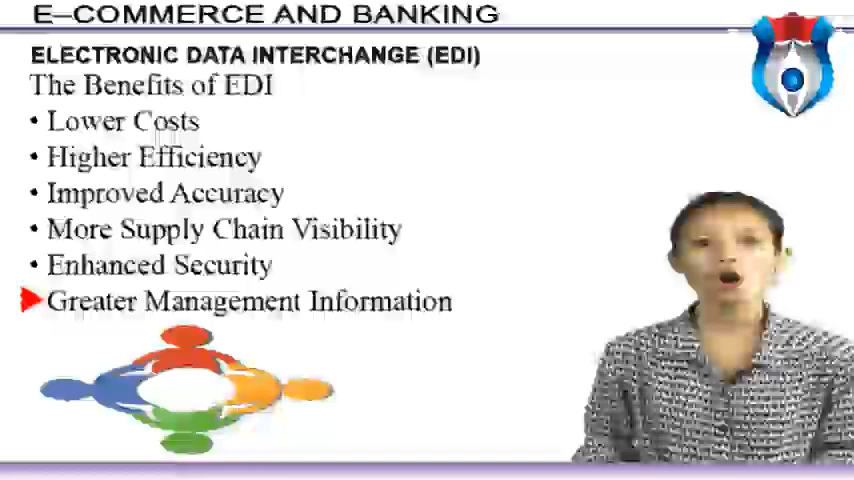 E–COMMERCE AND BANKING
ELECTRONIC DATA INTERCHANGE (EDI)
The Benefits of EDI
• Lower Costs
• Higher Efficiency
• Improved Accuracy
• More Supply Chain Visibility
• Enhanced Security
Greater Management Information